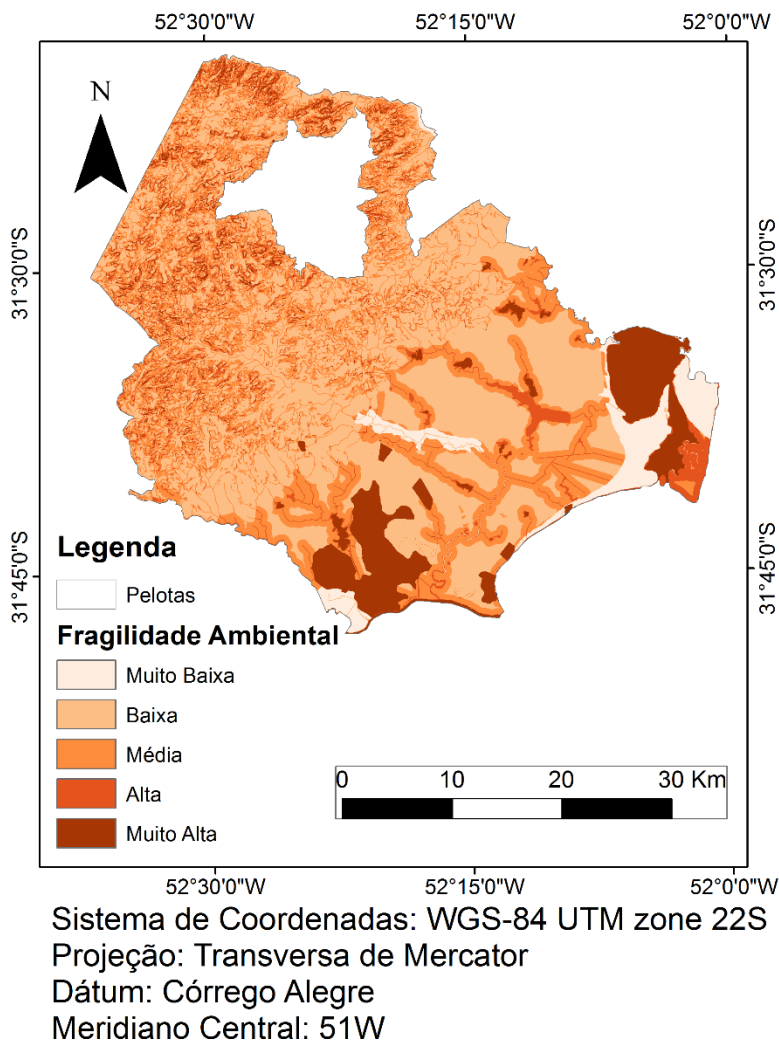 52°30'0"W 52°15'0"W 52°0'0"W
N
31°30'0"S 31°30'0"S
31°45'0"S 31°45'0"S
Legenda
Pelotas
Fragilidade Ambiental
Muito Baixa
Baixa
Média
Alta
Muito Alta
0 10 20 30 Km
52°30'0"W 52°15'0"W 52°0'0"W
Sistema de Coordenadas: WGS-84 UTM zone 22S
Projeção: Transversa de Mercator
Dátum: Córrego Alegre
Meridiano Central: 51W